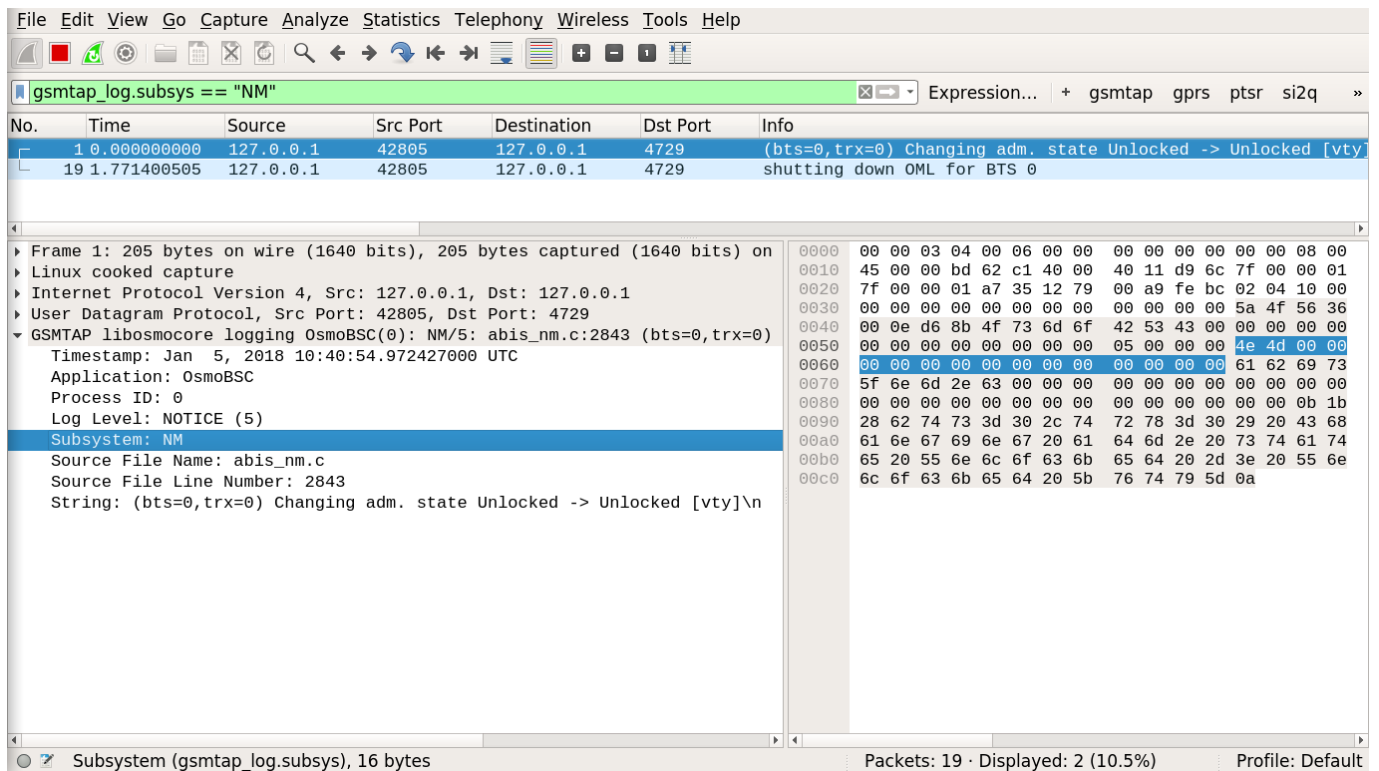 File Edit View Go Capture Analyze Statistics Telephony Wireless Tools Help
gsmtap_log.subsys == "NM" Expression… + gsmtap gprs ptsr si2q »
No. Time Source Src Port Destination Dst Port Info
1 0.000000000 127.0.0.1 42805 127.0.0.1 4729 (bts=0,trx=0) Changing adm. state Unlocked -> Unlocked [vty]
19 1.771400505 127.0.0.1 42805 127.0.0.1 4729 shutting down OML for BTS 0
Frame 1: 205 bytes on wire (1640 bits), 205 bytes captured (1640 bits) on
Linux cooked capture
Internet Protocol Version 4, Src: 127.0.0.1, Dst: 127.0.0.1
User Datagram Protocol, Src Port: 42805, Dst Port: 4729
GSMTAP libosmocore logging OsmoBSC(0): NM/5: abis_nm.c:2843 (bts=0,trx=0)
Timestamp: Jan  5, 2018 10:40:54.972427000 UTC
Application: OsmoBSC
Process ID: 0
Log Level: NOTICE (5)
Subsystem: NM
Source File Name: abis_nm.c
Source File Line Number: 2843
String: (bts=0,trx=0) Changing adm. state Unlocked -> Unlocked [vty]\n
0000 00 00 03 04 00 06 00 00 00 00 00 00 00 00 08 00
0010 45 00 00 bd 62 c1 40 00 40 11 d9 6c 7f 00 00 01
0020 7f 00 00 01 a7 35 12 79 00 a9 fe bc 02 04 10 00
0030 00 00 00 00 00 00 00 00 00 00 00 00 5a 4f 56 36
0040 00 0e d6 8b 4f 73 6d 6f 42 53 43 00 00 00 00 00
0050 00 00 00 00 00 00 00 00 05 00 00 00 4e 4d 00 00
0060 00 00 00 00 00 00 00 00 00 00 00 00 61 62 69 73
0070 5f 6e 6d 2e 63 00 00 00 00 00 00 00 00 00 00 00
0080 00 00 00 00 00 00 00 00 00 00 00 00 00 00 0b 1b
0090 28 62 74 73 3d 30 2c 74 72 78 3d 30 29 20 43 68
00a0 61 6e 67 69 6e 67 20 61 64 6d 2e 20 73 74 61 74
00b0 65 20 55 6e 6c 6f 63 6b 65 64 20 2d 3e 20 55 6e
00c0 6c 6f 63 6b 65 64 20 5b 76 74 79 5d 0a
Subsystem (gsmtap_log.subsys), 16 bytes Packets: 19 · Displayed: 2 (10.5%) Profile: Default